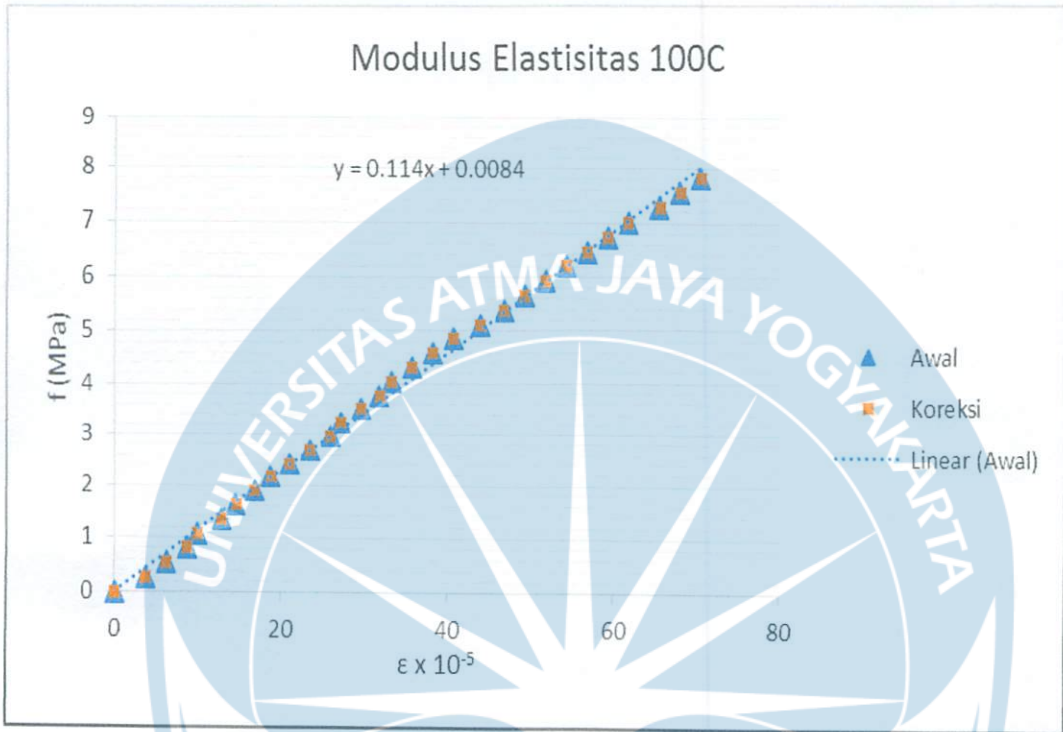 Modulus Elastisitas 100C
9
8
7
6
5
4
3
2
1
0
f (MPa)
y = 0.114x + 0.0084
0 20 40 60 80
ε x 10⁻⁵
Awal
Koreksi
Linear (Awal)
UNIVERSITAS ATMA JAYA YOGYAKARTA